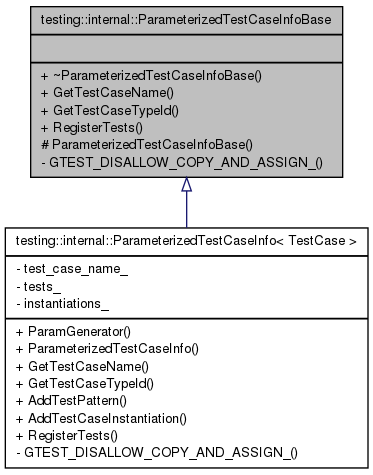 testing::internal::ParameterizedTestCaseInfoBase
+ ~ParameterizedTestCaseInfoBase()
+ GetTestCaseName()
+ GetTestCaseTypeId()
+ RegisterTests()
# ParameterizedTestCaseInfoBase()
- GTEST_DISALLOW_COPY_AND_ASSIGN_()
testing::internal::ParameterizedTestCaseInfo< TestCase >
- test_case_name_
- tests_
- instantiations_
+ ParamGenerator()
+ ParameterizedTestCaseInfo()
+ GetTestCaseName()
+ GetTestCaseTypeId()
+ AddTestPattern()
+ AddTestCaseInstantiation()
+ RegisterTests()
- GTEST_DISALLOW_COPY_AND_ASSIGN_()